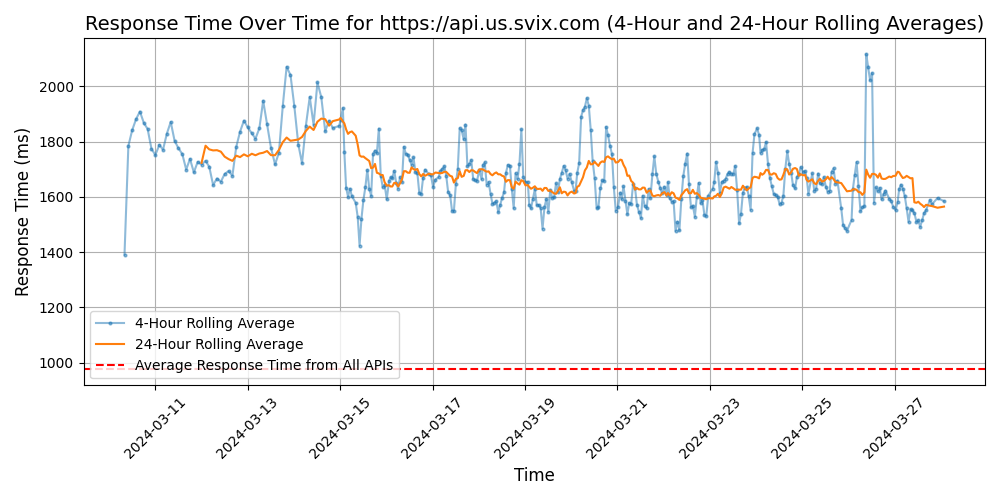 Response Time Over Time for https://api.us.svix.com (4-Hour and 24-Hour Rolling Averages)
Response Time (ms)
2000
1800
1600
1400
1200
1000
4-Hour Rolling Average
24-Hour Rolling Average
Average Response Time from All APIs
2024-03-11
2024-03-13
2024-03-15
2024-03-17
2024-03-19
2024-03-21
2024-03-23
2024-03-25
2024-03-27
Time